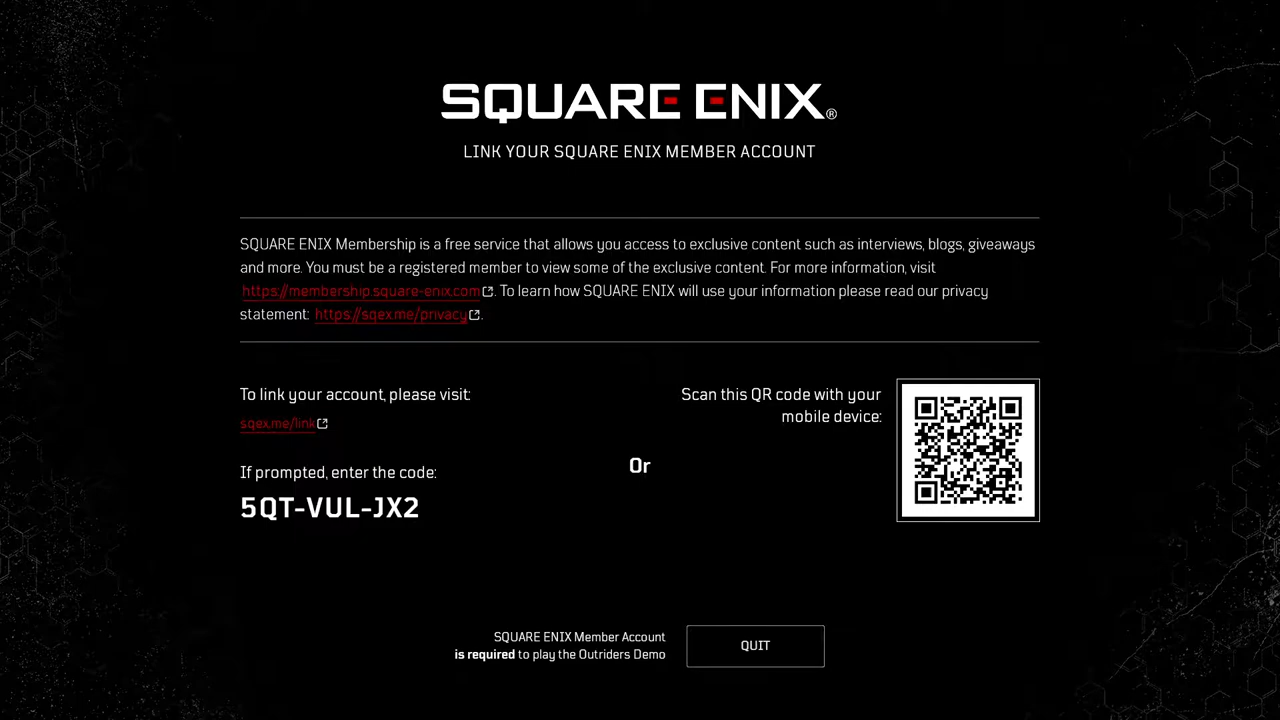 SQUARE ENIX®
LINK YOUR SQUARE ENIX MEMBER ACCOUNT
SQUARE ENIX Membership is a free service that allows you access to exclusive content such as interviews, blogs, giveaways
and more. You must be a registered member to view some of the exclusive content. For more information, visit
https://membership.square-enix.com. To learn how SQUARE ENIX will use your information please read our privacy
statement: https://sqex.me/privacy.
To link your account, please visit:
sqex.me/link
If prompted, enter the code:
5QT-VUL-JX2
Or
Scan this QR code with your
mobile device:
SQUARE ENIX Member Account
is required to play the Outriders Demo
QUIT